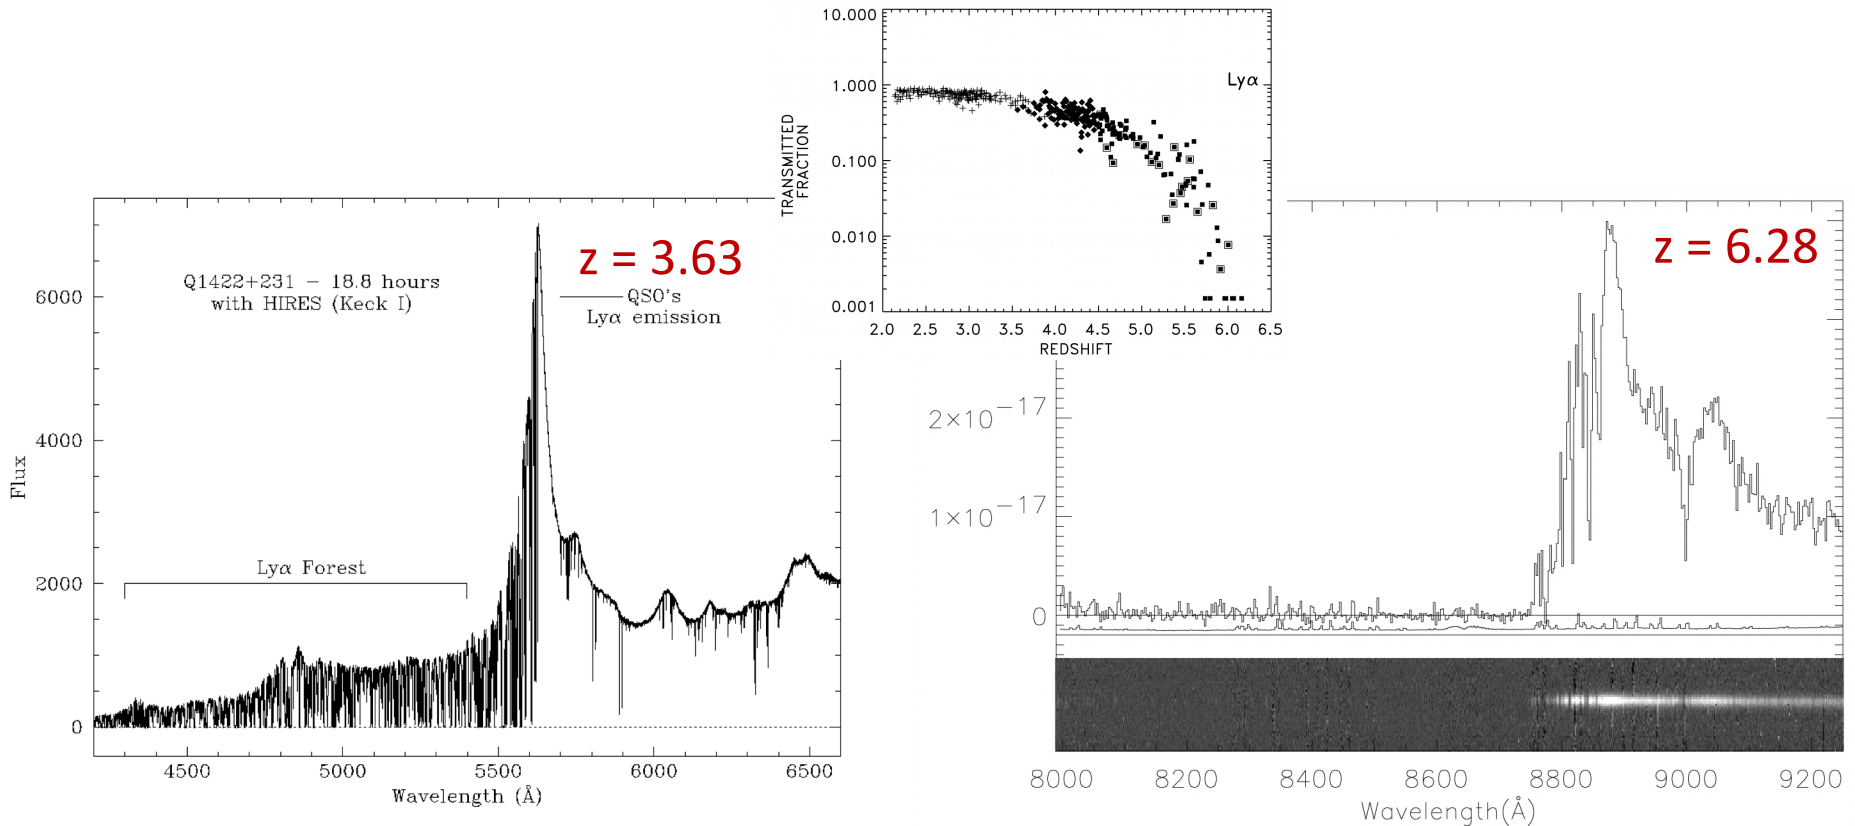 10.000
1.000
0.100
0.010
0.001
TRANSMITTED
FRACTION
Lyα
2.0 2.5 3.0 3.5 4.0 4.5 5.0 5.5 6.0 6.5
REDSHIFT
Q1422+231 – 18.8 hours
with HIRES (Keck I)
z = 3.63
QSO's
Lyα emission
Lyα Forest
6000
4000
2000
0
Flux
4500 5000 5500 6000 6500
Wavelength (Å)
z = 6.28
2×10⁻¹⁷
1×10⁻¹⁷
0
8000 8200 8400 8600 8800 9000 9200
Wavelength(Å)